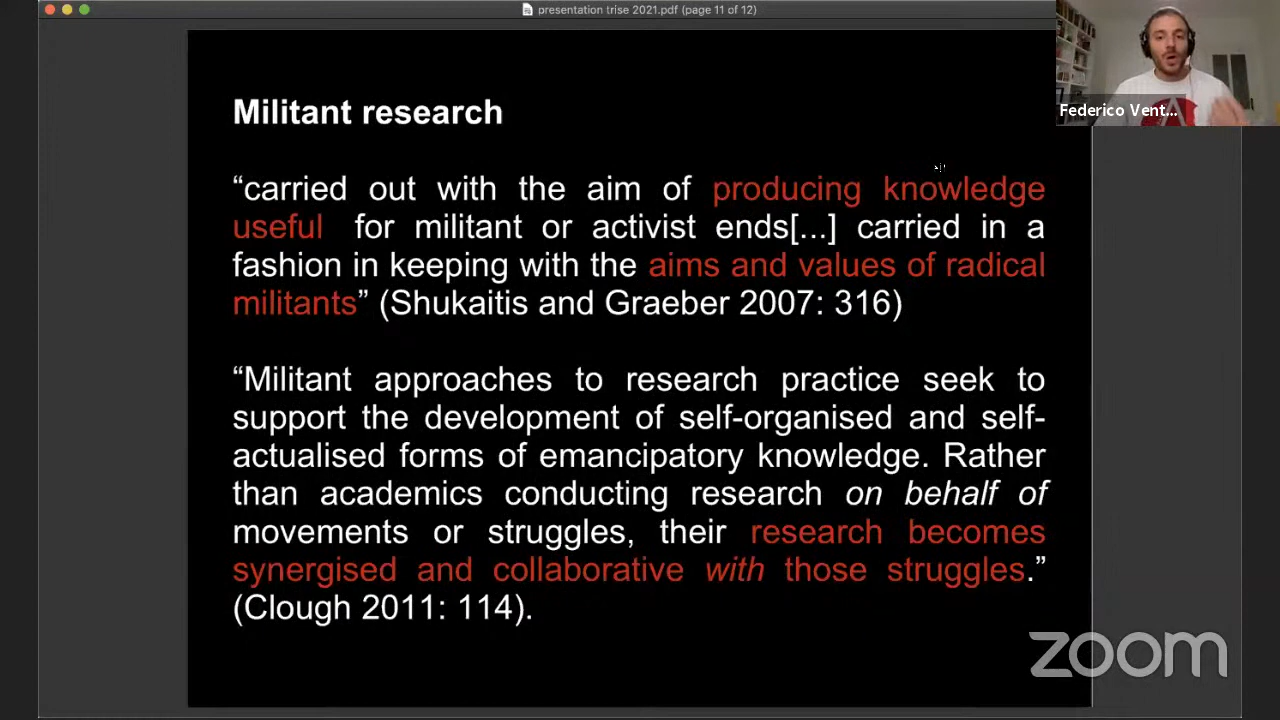 presentation trise 2021.pdf (page 11 of 12)
Federico Vent...
Militant research
“carried out with the aim of producing knowledge
useful for militant or activist ends[...] carried in a
fashion in keeping with the aims and values of radical
militants” (Shukaitis and Graeber 2007: 316)
“Militant approaches to research practice seek to
support the development of self-organised and self-
actualised forms of emancipatory knowledge. Rather
than academics conducting research on behalf of
movements or struggles, their research becomes
synergised and collaborative with those struggles.”
(Clough 2011: 114).
zoom